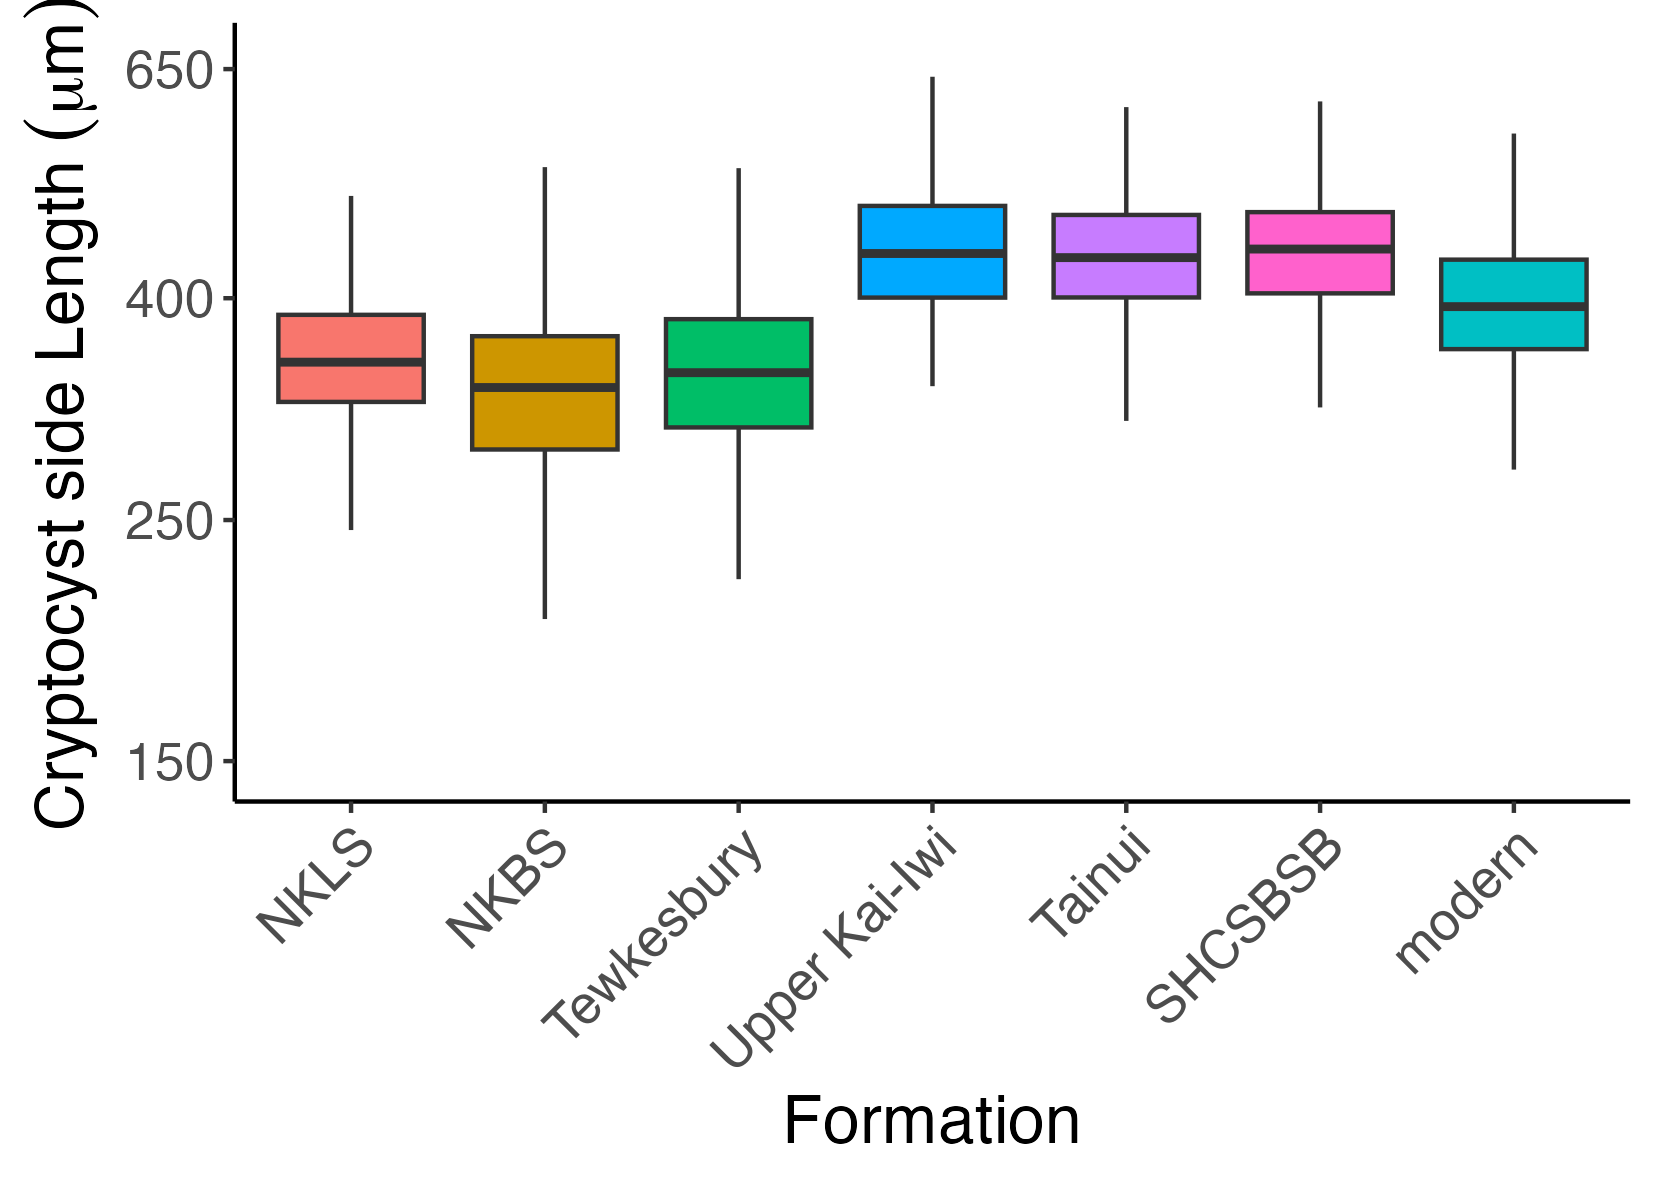 Cryptocyst side Length (μm)
650
400
250
150
NKLS
NKBS
Tewkesbury
Upper Kai-Iwi
Tainui
SHCSBSB
modern
Formation